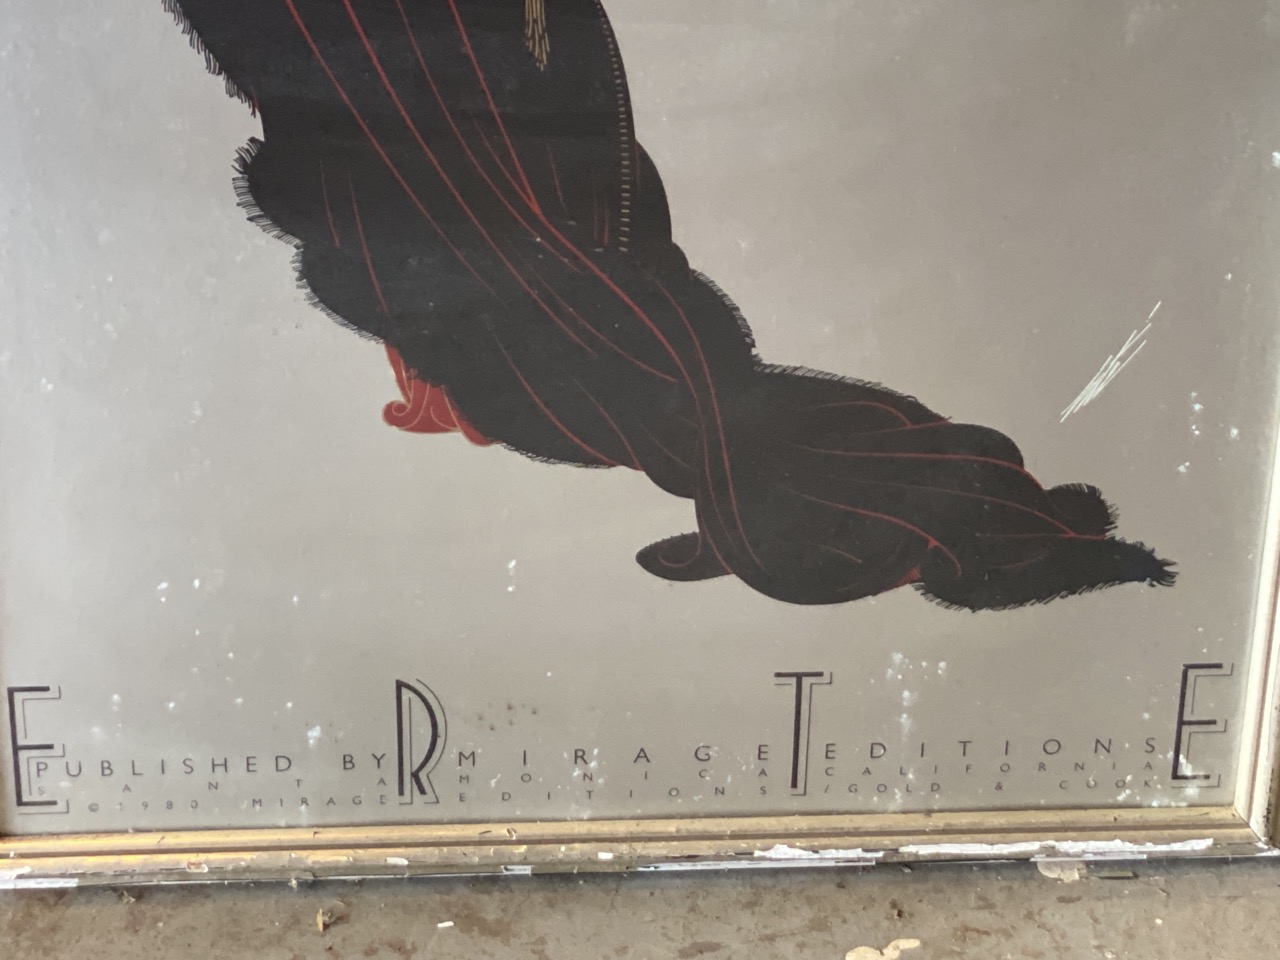 ERTE
PUBLISHED BY MIRAGE EDITIONS
SANTA MONICA CALIFORNIA
© 1980 MIRAGE EDITIONS/GOLD & COOK